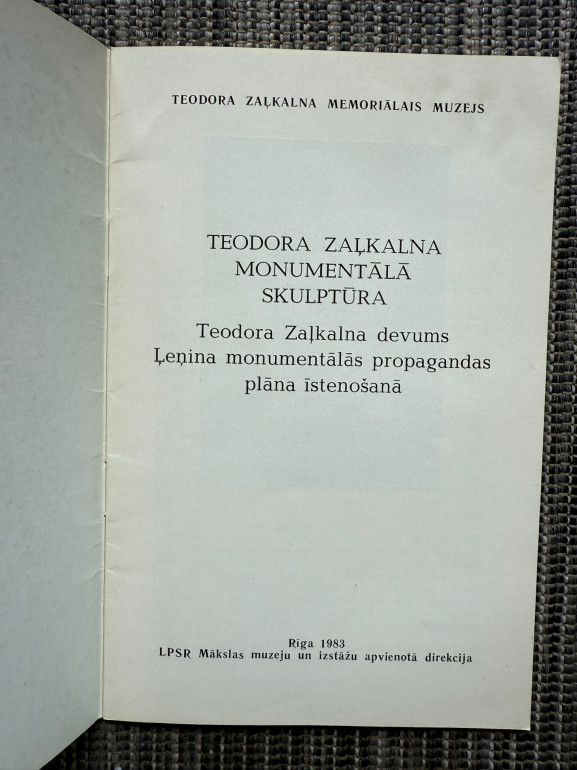 TEODORA ZAĻKALNA MEMORIĀLAIS MUZEJS
TEODORA ZAĻKALNA
MONUMENTĀLĀ
SKULPTŪRA
Teodora Zaļkalna devums
Ļeņina monumentālās propagandas
plāna īstenošanā
Rīga 1983
LPSR Mākslas muzeju un izstāžu apvienotā direkcija